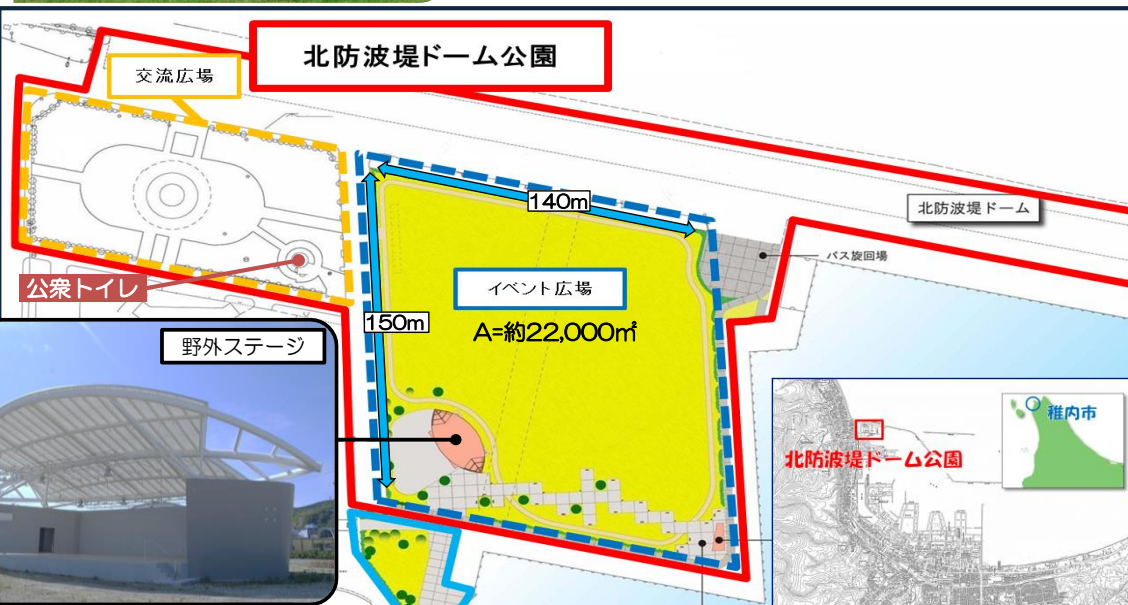 北防波堤ドーム公園
交流広場
140m
北防波堤ドーム
バス旋回場
公衆トイレ
イベント広場
150m
A=約22,000㎡
野外ステージ
稚内市
北防波堤ドーム公園